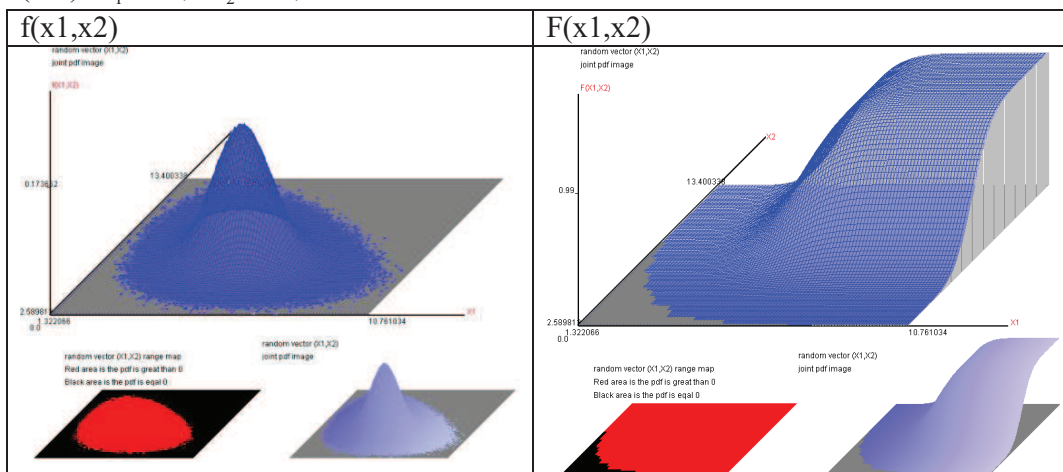 f(x1,x2)
random vector (X1,X2)
joint pdf image
f(X1,X2)
13.400338
0.173652
2.58981
1.322066
0.0
10.761034
X1
random vector (X1,X2) range map
Red area is the pdf is great than 0
Black area is the pdf is eqal 0
random vector (X1,X2)
joint pdf image
F(x1,x2)
random vector (X1,X2)
joint pdf image
F(X1,X2)
X2
13.400338
0.99
2.58981
1.322066
0.0
10.761034
X1
random vector (X1,X2) range map
Red area is the pdf is great than 0
Black area is the pdf is eqal 0
random vector (X1,X2)
joint pdf image